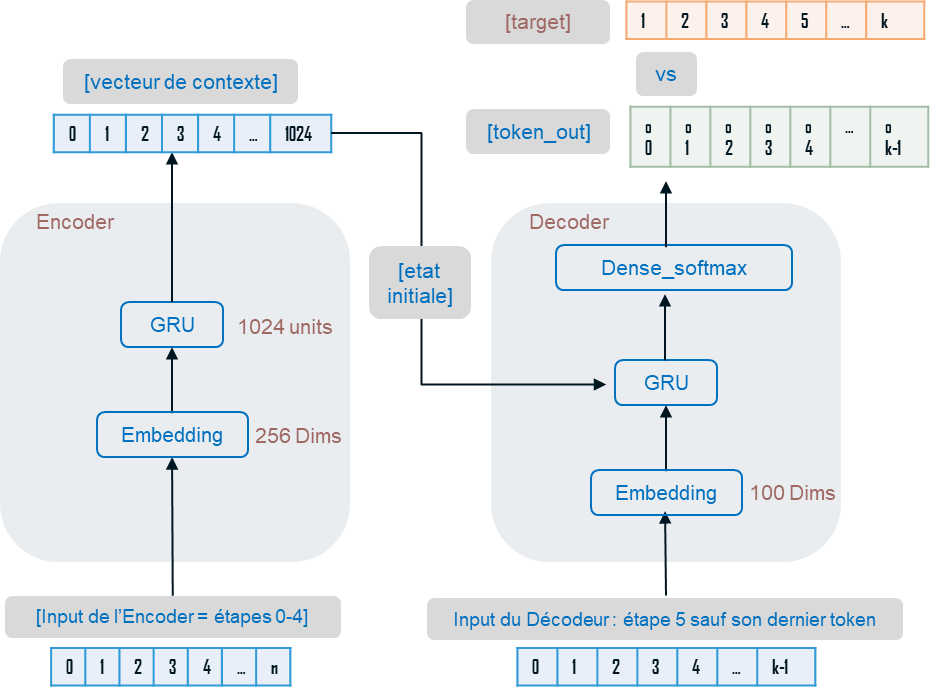 [target]
1 2 3 4 5 ... k
vs
[vecteur de contexte]
0 1 2 3 4 ... 1024
[token_out]
o o o o o ... o
0 1 2 3 4 k-1
Encoder
Decoder
[etat
initiale]
Dense_softmax
GRU
1024 units
GRU
Embedding
256 Dims
Embedding
100 Dims
[Input de l'Encoder = étapes 0-4]
0 1 2 3 4 ... n
Input du Décodeur : étape 5 sauf son dernier token
0 1 2 3 4 ... k-1